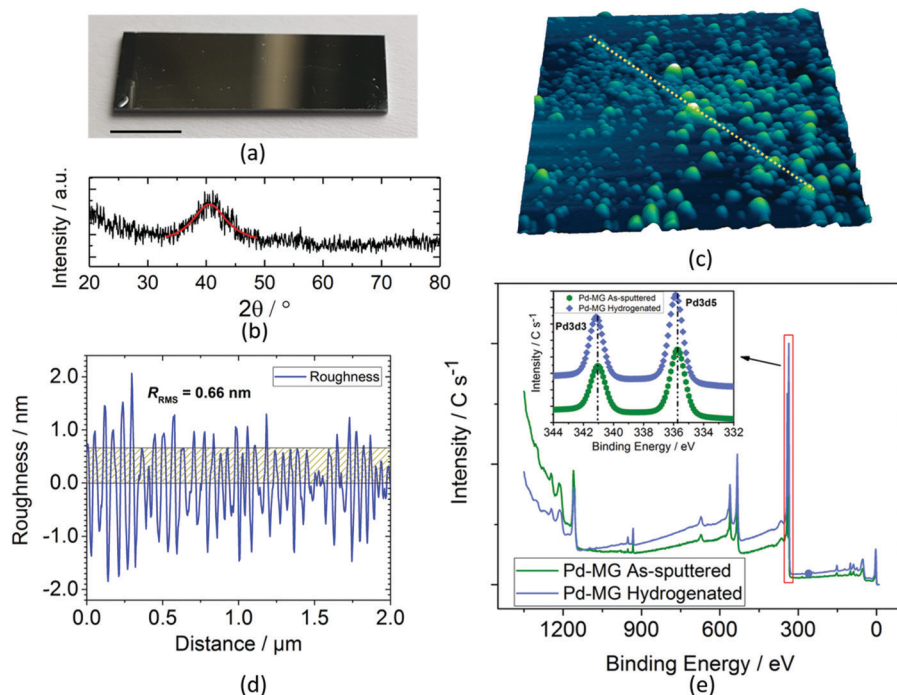 (a)
Intensity / a.u.
20 30 40 50 60 70 80
2θ / °
(b)
(c)
Roughness / nm
2.0
1.0
0.0
-1.0
-2.0
R_RMS = 0.66 nm
Roughness
0.0 0.5 1.0 1.5 2.0
Distance / µm
(d)
Intensity / C s⁻¹
Pd-MG As-sputtered
Pd-MG Hydrogenated
Pd3d3
Pd3d5
Intensity / C s⁻¹
344 342 340 338 336 334 332
Binding Energy / eV
Pd-MG As-sputtered
Pd-MG Hydrogenated
1200 900 600 300 0
Binding Energy / eV
(e)